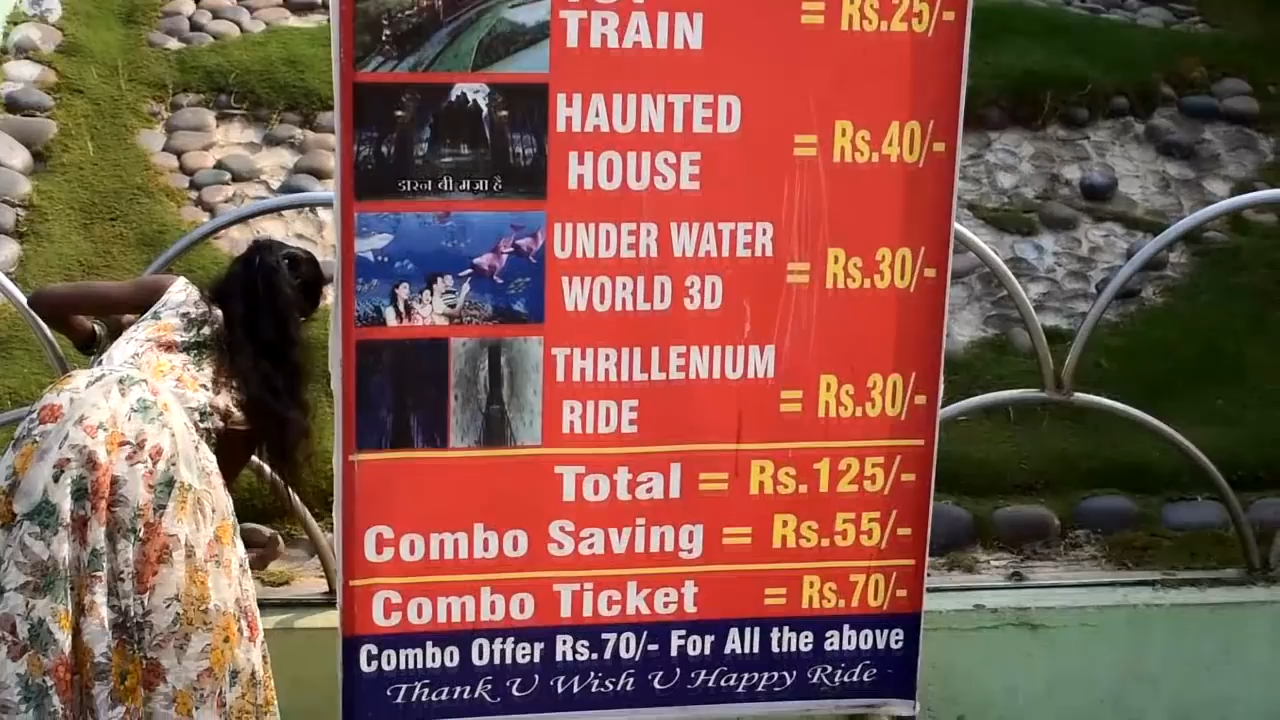 TRAIN = Rs.25/-
HAUNTED
HOUSE = Rs.40/-
डारन बी मज़ा है
UNDER WATER
WORLD 3D = Rs.30/-
THRILLENIUM
RIDE = Rs.30/-
Total = Rs.125/-
Combo Saving = Rs.55/-
Combo Ticket = Rs.70/-
Combo Offer Rs.70/- For All the above
Thank U Wish U Happy Ride